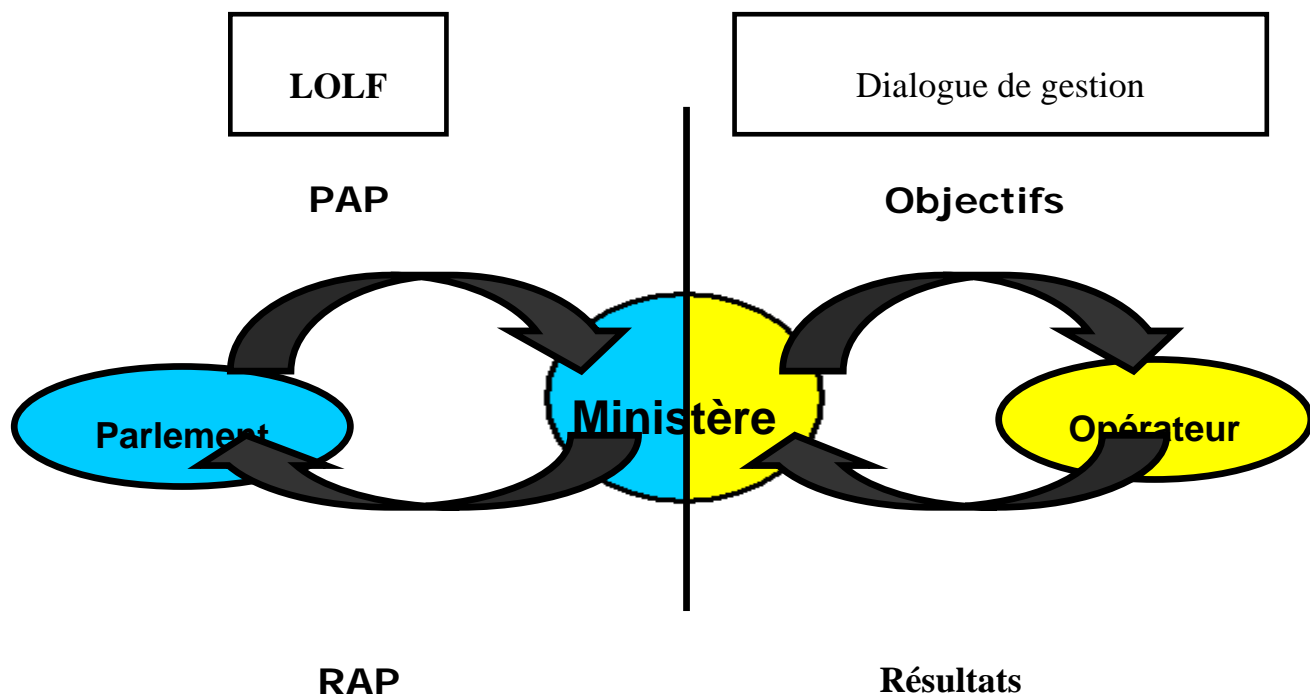 LOLF
Dialogue de gestion
PAP
Objectifs
Parlement
Ministère
Opérateur
RAP
Résultats